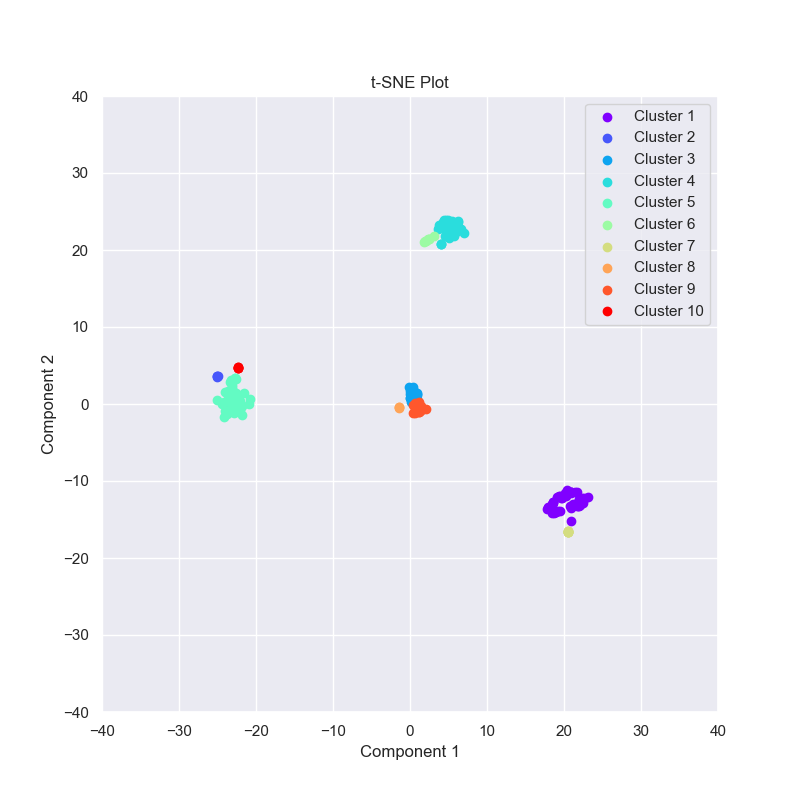 t-SNE Plot
40
30
20
10
0
−10
−20
−30
−40
Component 2
Cluster 1
Cluster 2
Cluster 3
Cluster 4
Cluster 5
Cluster 6
Cluster 7
Cluster 8
Cluster 9
Cluster 10
−40 −30 −20 −10 0 10 20 30 40
Component 1